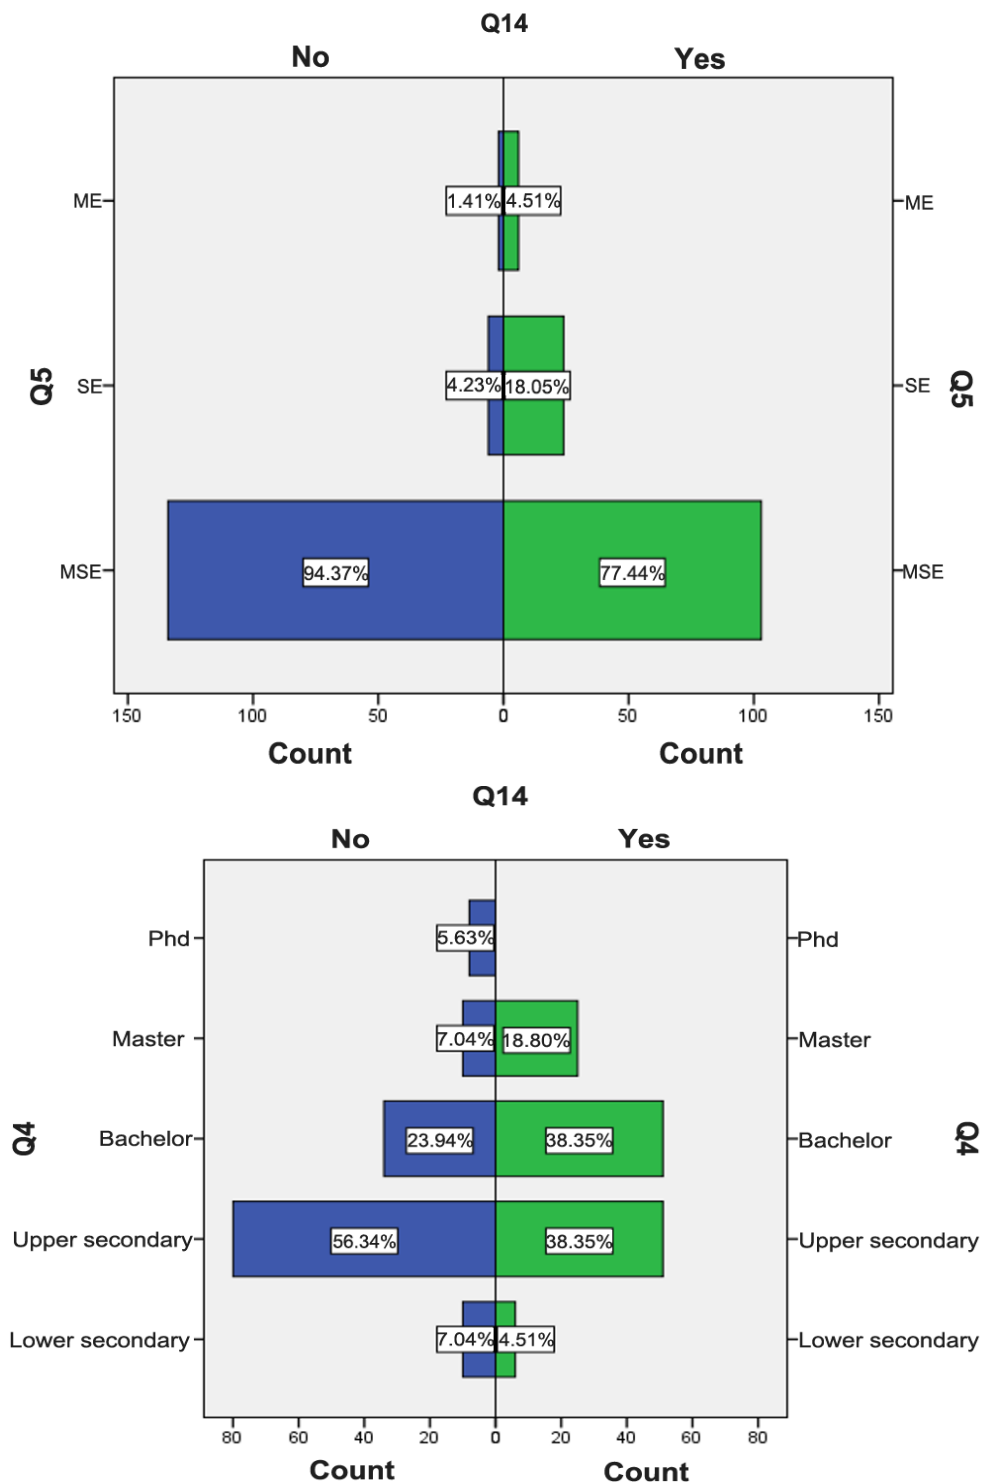 Q14
No Yes
ME 1.41% 4.51% ME
Q5 SE 4.23% 18.05% SE Q5
MSE 94.37% 77.44% MSE
150 100 50 0 50 100 150
Count Count
Q14
No Yes
Phd 5.63% Phd
Master 7.04% 18.80% Master
Q4 Bachelor 23.94% 38.35% Bachelor Q4
Upper secondary 56.34% 38.35% Upper secondary
Lower secondary 7.04% 4.51% Lower secondary
80 60 40 20 0 20 40 60 80
Count Count